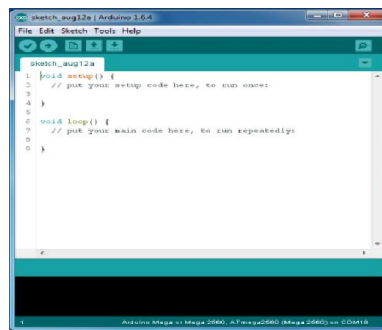 sketch_aug12a | Arduino 1.6.4
File Edit Sketch Tools Help
sketch_aug12a
1 void setup() {
2 // put your setup code here, to run once:
3
4 }
5
6 void loop() {
7 // put your main code here, to run repeatedly:
8
9 }
1 Arduino Mega or Mega 2560, ATmega2560 (Mega 2560) on COM18